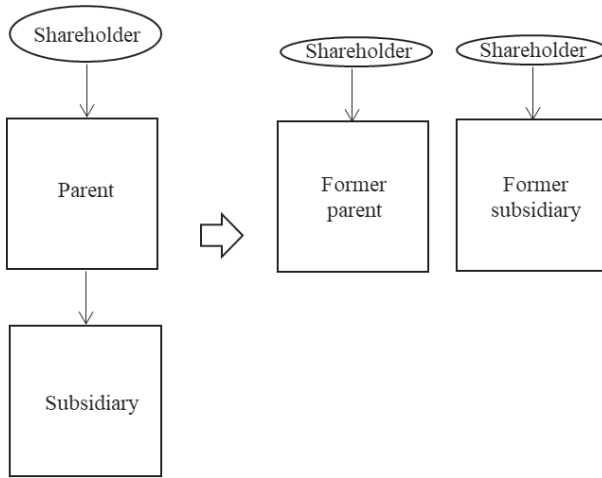 Shareholder
Parent
Subsidiary
Shareholder
Shareholder
Former
parent
Former
subsidiary